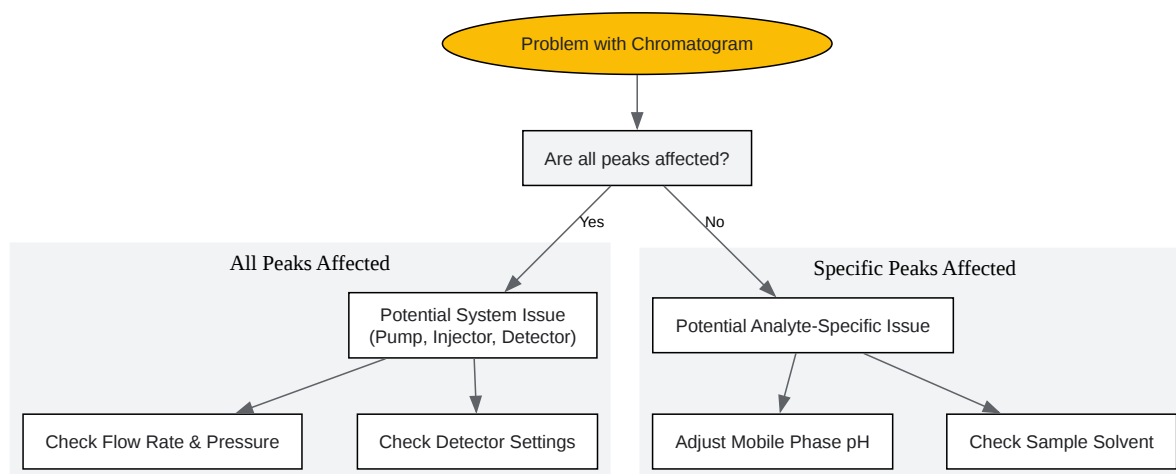 Problem with Chromatogram
Are all peaks affected?
Yes
No
All Peaks Affected
Specific Peaks Affected
Potential System Issue
(Pump, Injector, Detector)
Potential Analyte-Specific Issue
Check Flow Rate & Pressure
Check Detector Settings
Adjust Mobile Phase pH
Check Sample Solvent